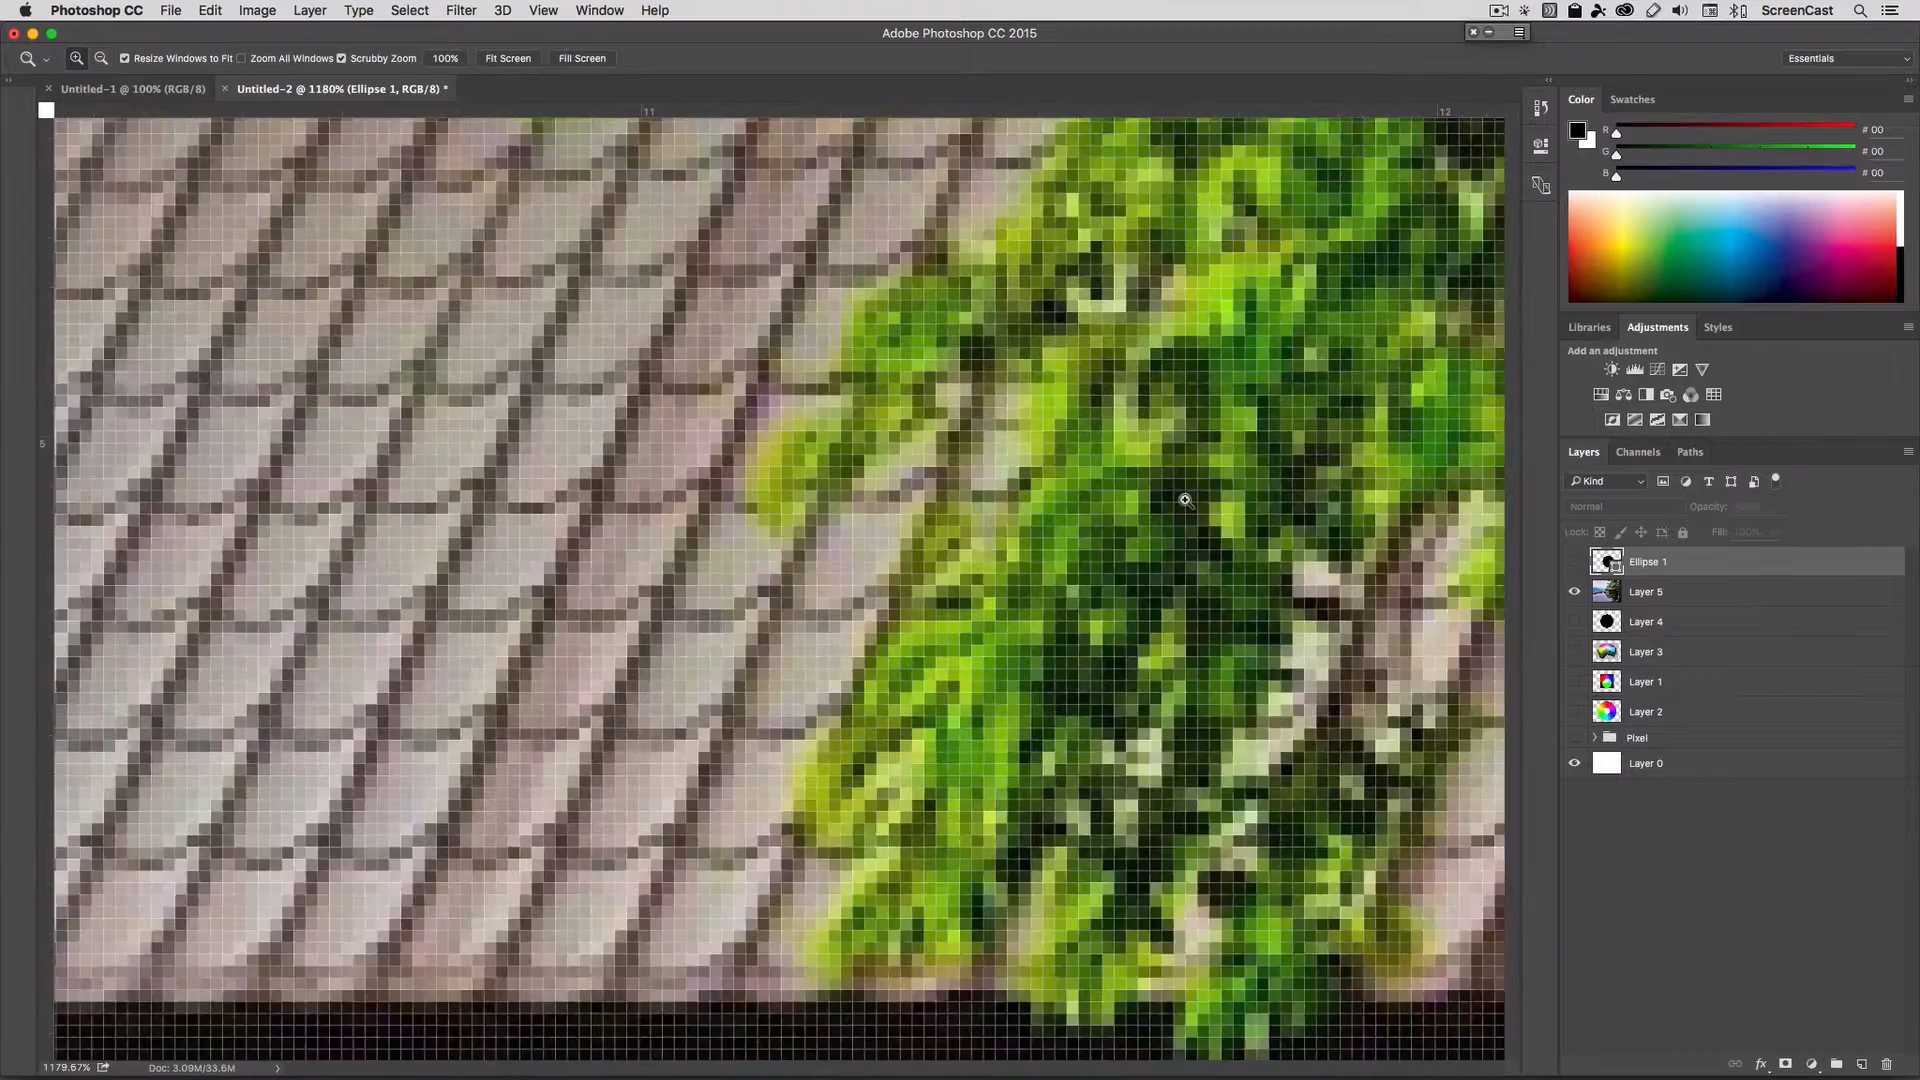 Photoshop CC File Edit Image Layer Type Select Filter 3D View Window Help ScreenCast
Adobe Photoshop CC 2015
Resize Windows to Fit Zoom All Windows Scrubby Zoom 100% Fit Screen Fill Screen Essentials
Untitled-1 @ 100% (RGB/8) Untitled-2 @ 1180% (Ellipse 1, RGB/8) *
11 12
5
Color Swatches
R # 00
G # 00
B # 00
Libraries Adjustments Styles
Add an adjustment
Layers Channels Paths
Kind
Normal Opacity:
Lock: Fill: 100%
Ellipse 1
Layer 5
Layer 4
Layer 3
Layer 1
Layer 2
Pixel
Layer 0
1179.67% Doc: 3.09M/33.6M
fx